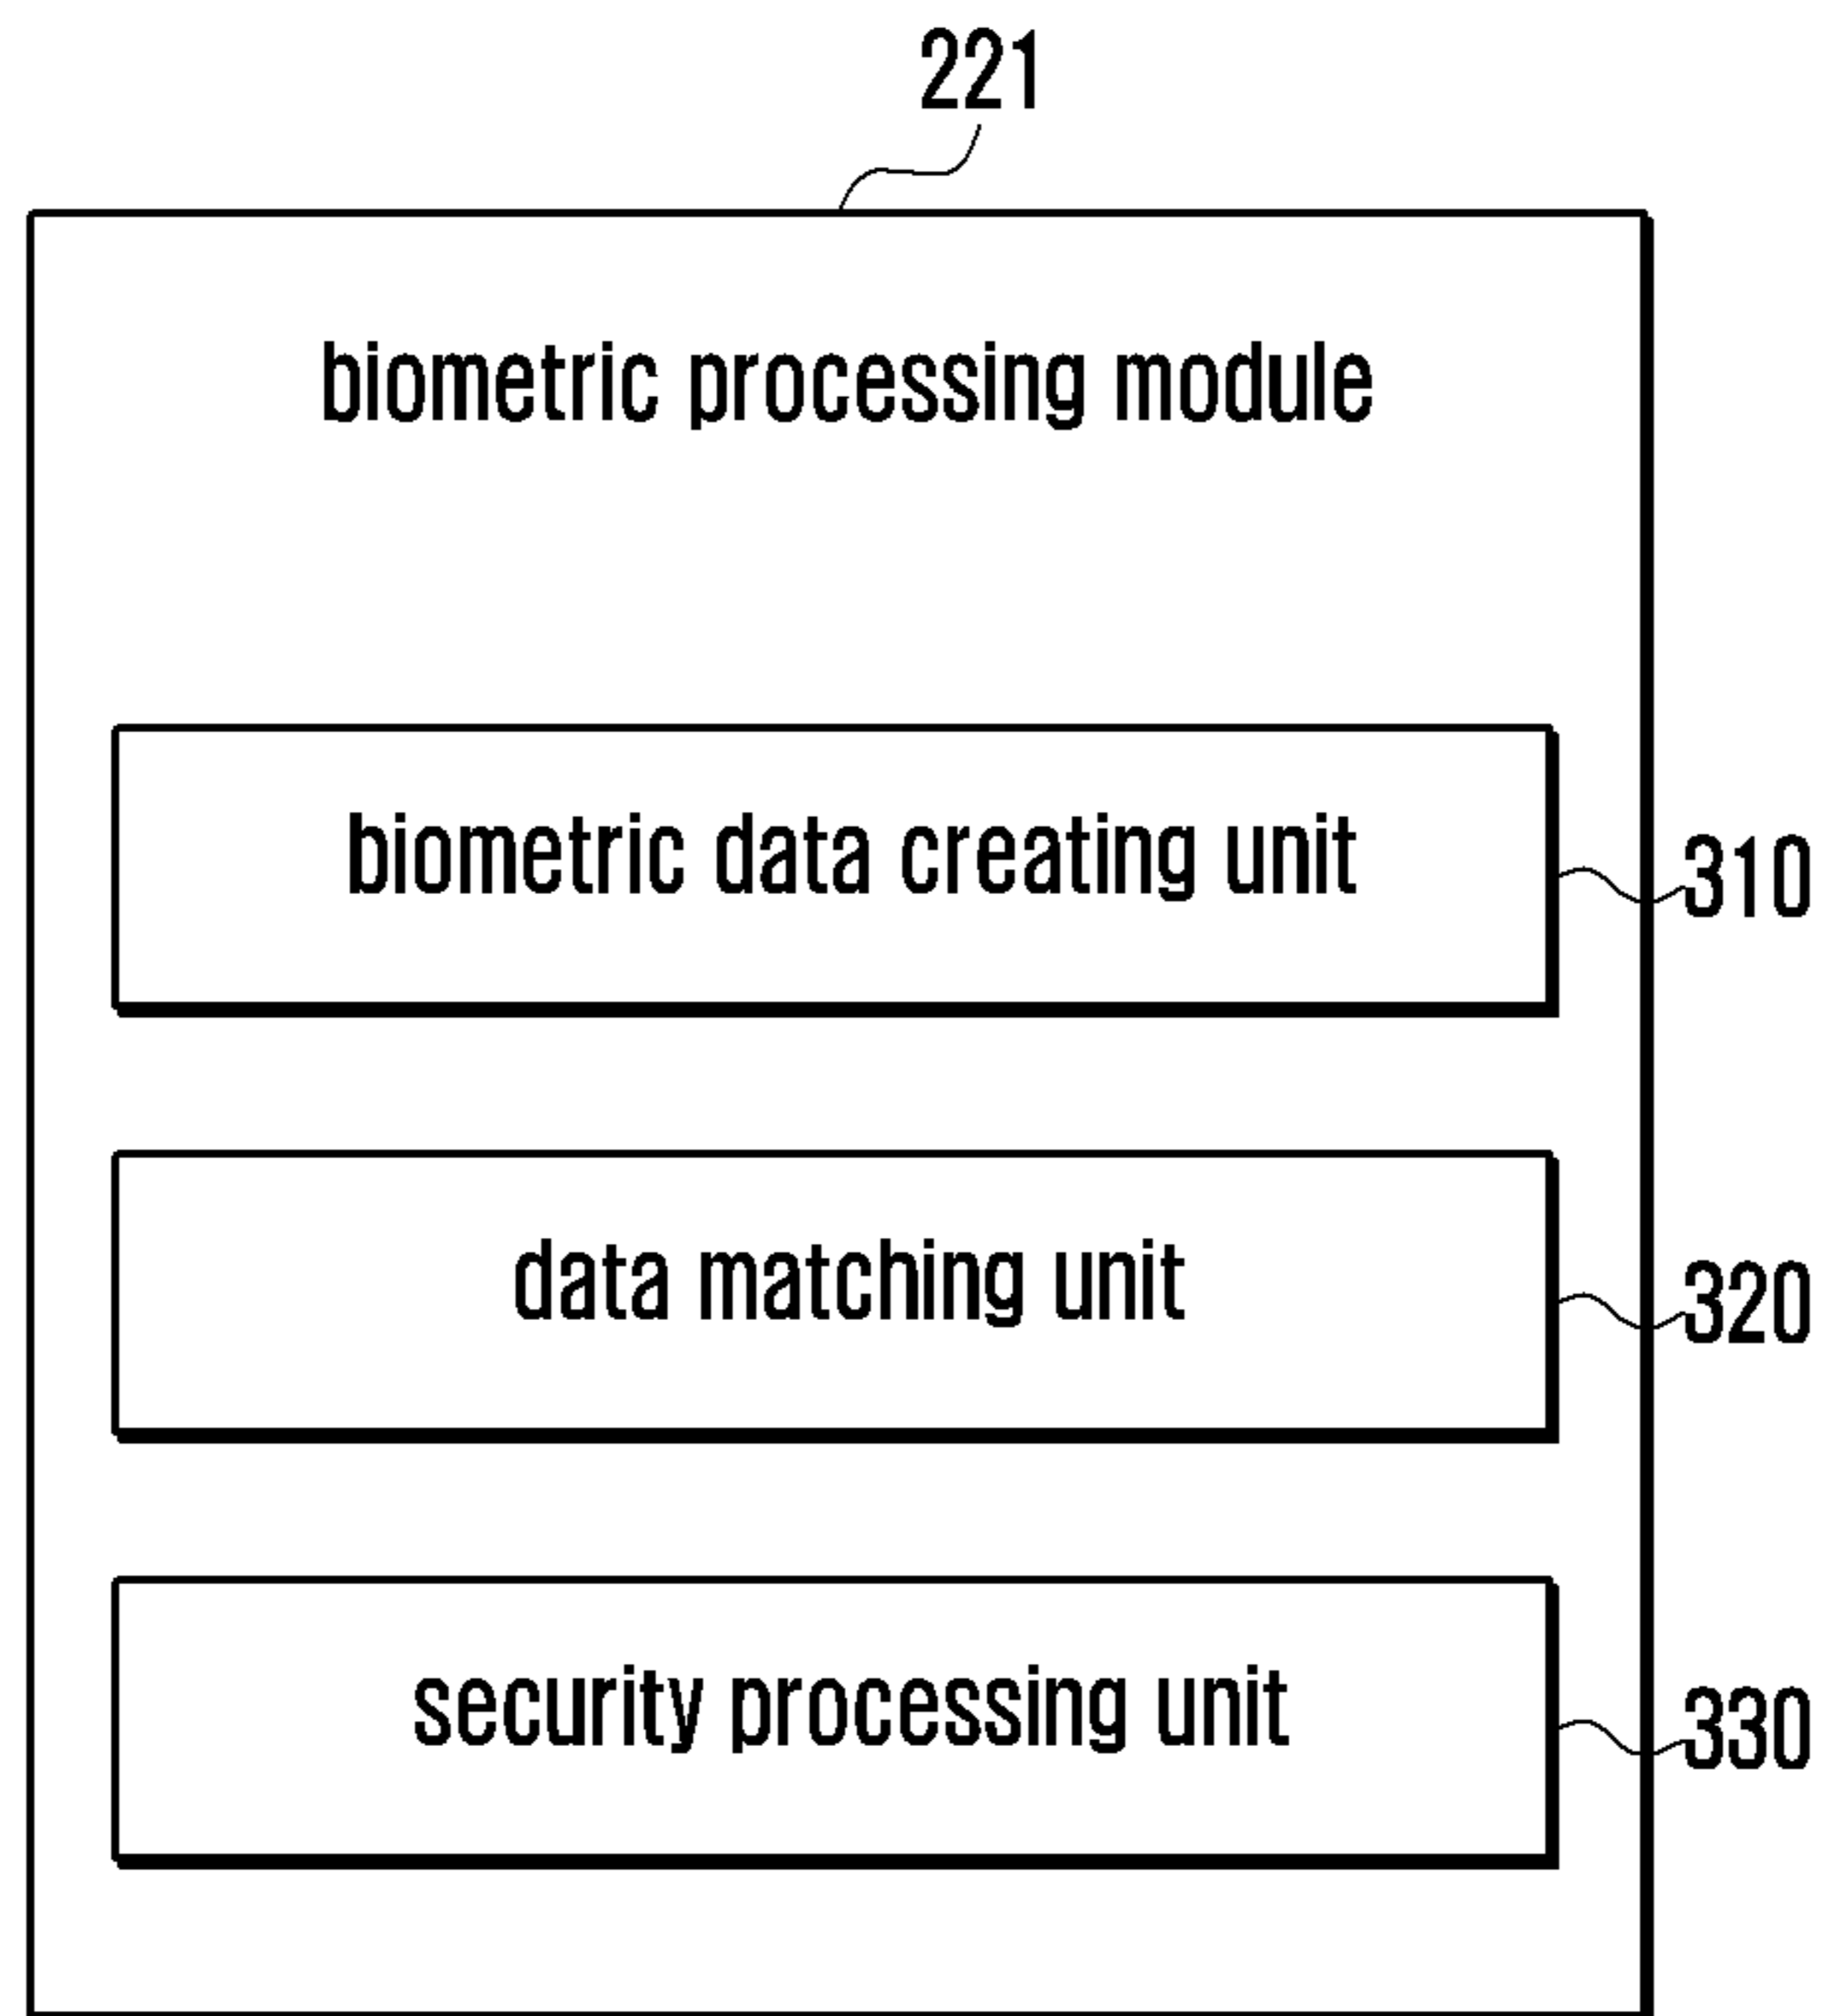 221
biometric processing module
biometric data creating unit
310
data matching unit
320
security processing unit
330